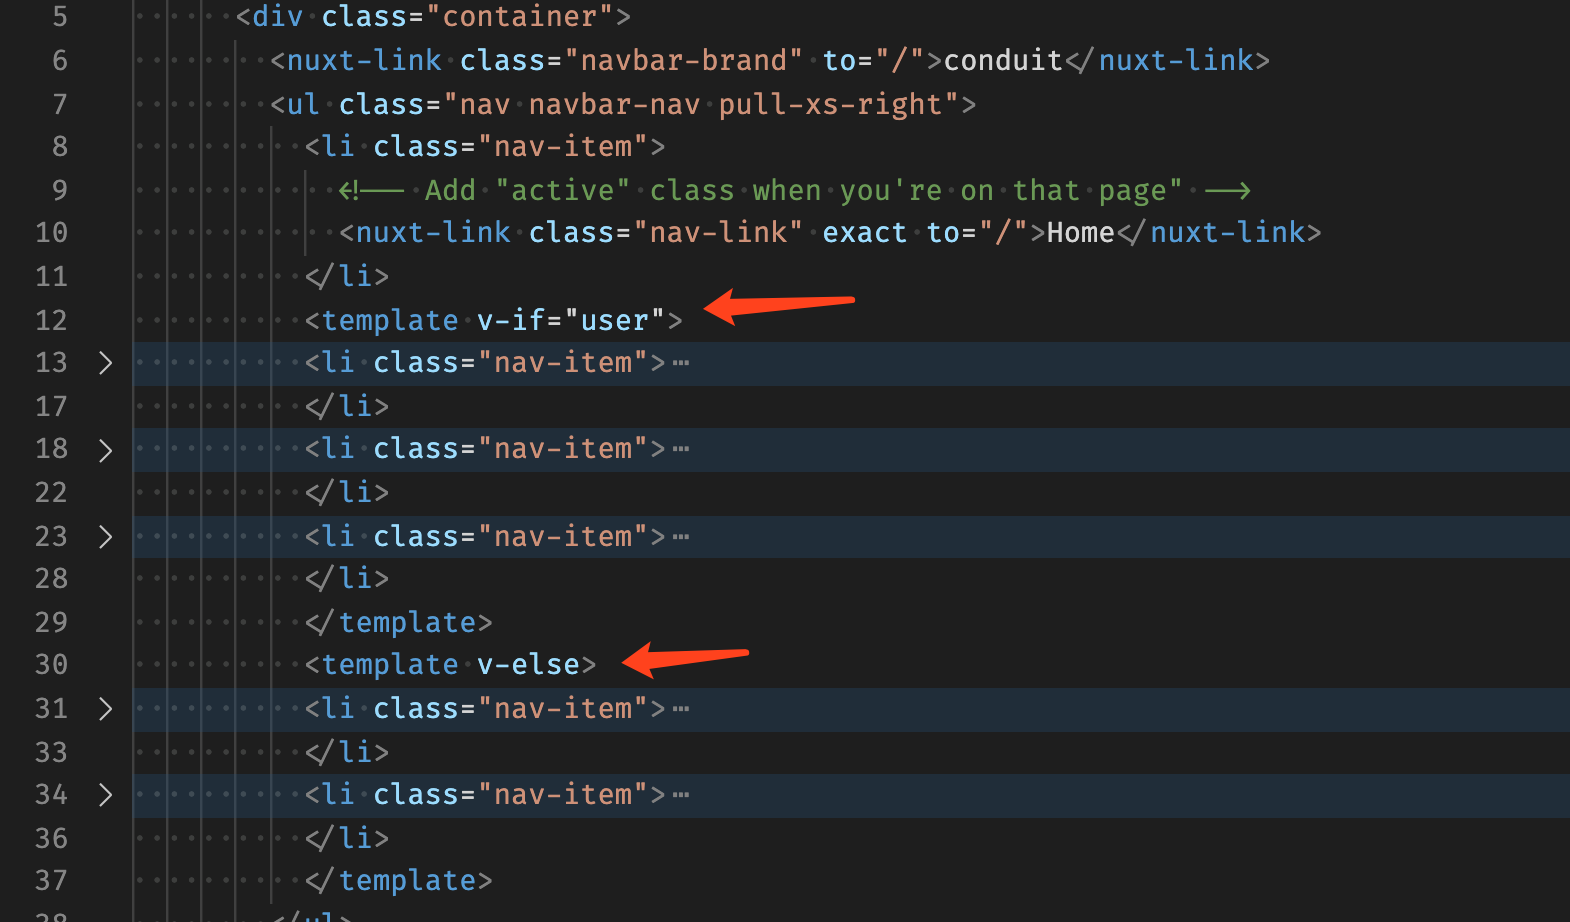 5 <div class="container">
6 <nuxt-link class="navbar-brand" to="/">conduit</nuxt-link>
7 <ul class="nav navbar-nav pull-xs-right">
8 <li class="nav-item">
9 <!-- Add "active" class when you're on that page" -->
10 <nuxt-link class="nav-link" exact to="/">Home</nuxt-link>
11 </li>
12 <template v-if="user">
13 <li class="nav-item">⋯
17 </li>
18 <li class="nav-item">⋯
22 </li>
23 <li class="nav-item">⋯
28 </li>
29 </template>
30 <template v-else>
31 <li class="nav-item">⋯
33 </li>
34 <li class="nav-item">⋯
36 </li>
37 </template>
38 </ul>